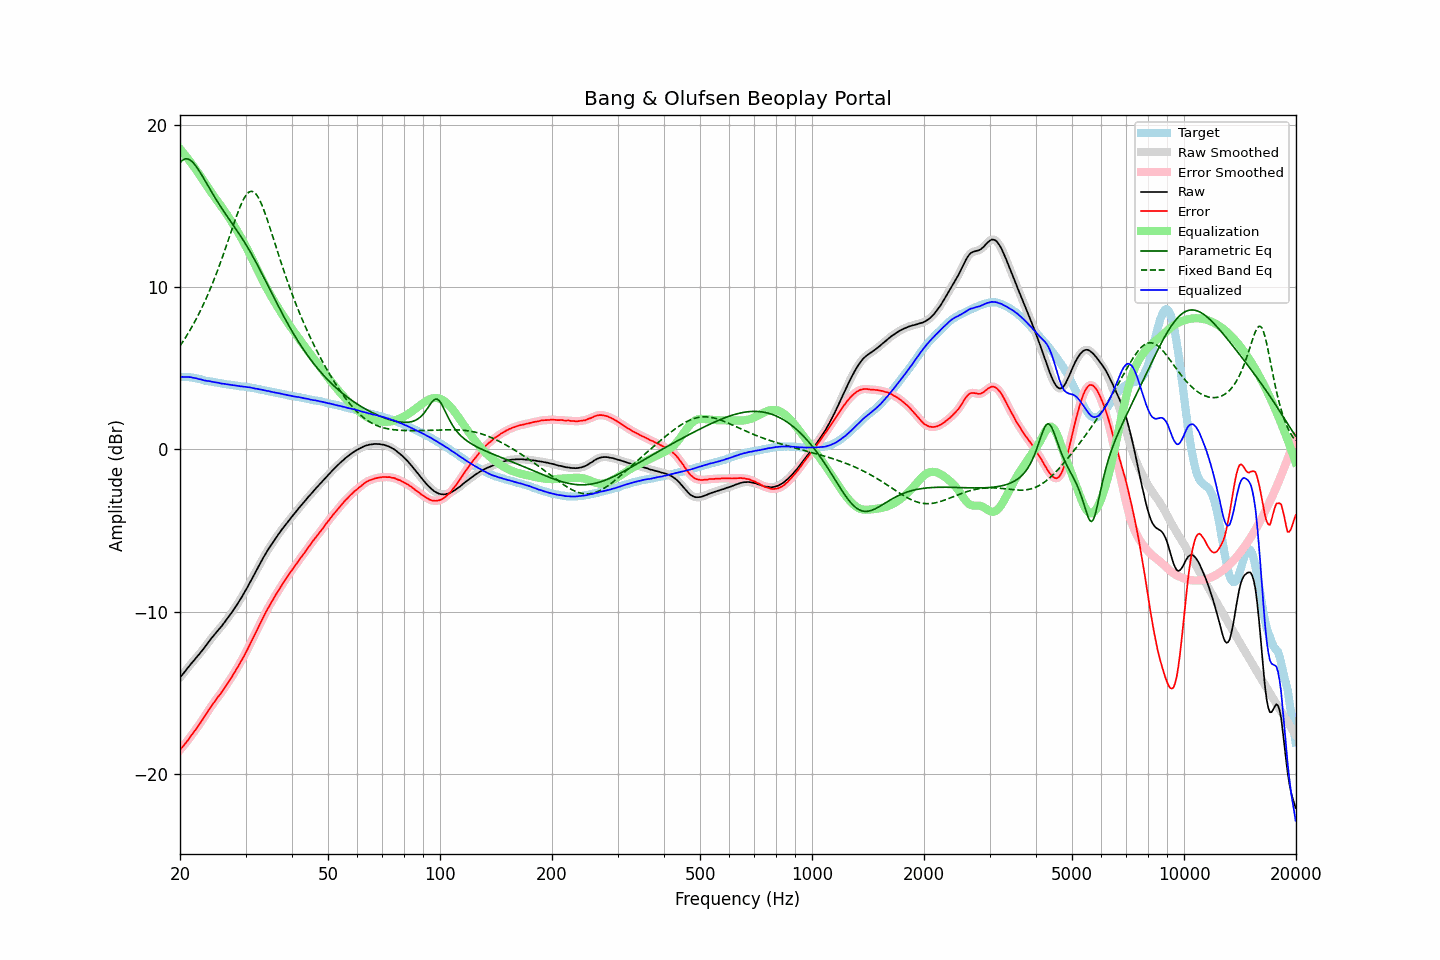 Bang & Olufsen Beoplay Portal
Target
Raw Smoothed
Error Smoothed
Raw
Error
Equalization
Parametric Eq
Fixed Band Eq
Equalized
Amplitude (dBr)
20
10
0
−10
−20
20 50 100 200 500 1000 2000 5000 10000 20000
Frequency (Hz)